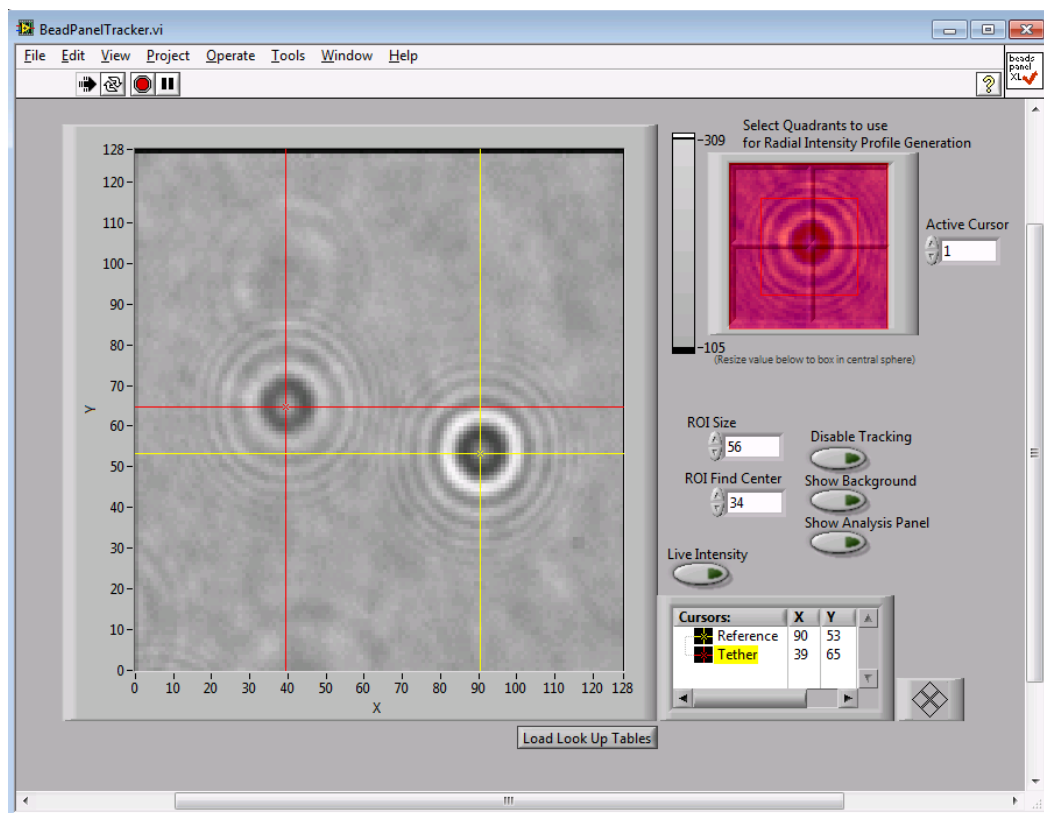 BeadPanelTracker.vi
File Edit View Project Operate Tools Window Help
beads
panel
XL
Select Quadrants to use
for Radial Intensity Profile Generation
309
105
(Resize value below to box in central sphere)
Active Cursor
1
128
120
110
100
90
80
70
60
50
40
30
20
10
0
Y
0 10 20 30 40 50 60 70 80 90 100 110 120 128
X
ROI Size
56
ROI Find Center
34
Disable Tracking
Show Background
Show Analysis Panel
Live Intensity
Cursors: X Y
Reference 90 53
Tether 39 65
Load Look Up Tables